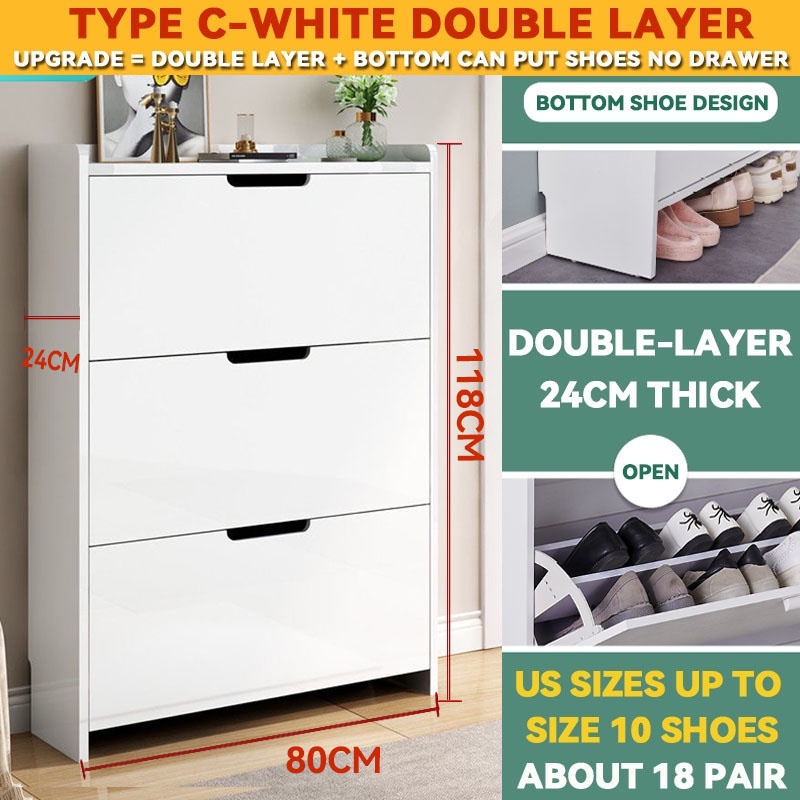 TYPE C-WHITE DOUBLE LAYER
UPGRADE = DOUBLE LAYER + BOTTOM CAN PUT SHOES NO DRAWER
BOTTOM SHOE DESIGN
24CM
118CM
80CM
DOUBLE-LAYER
24CM THICK
OPEN
US SIZES UP TO
SIZE 10 SHOES
ABOUT 18 PAIR